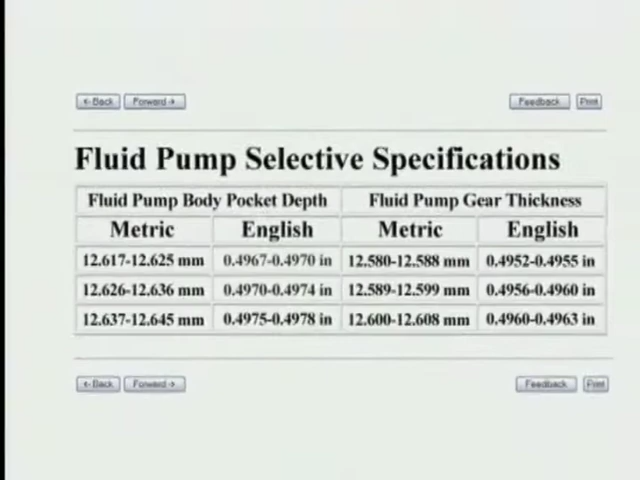 <-Back Forward-> Feedback Print
Fluid Pump Selective Specifications
Fluid Pump Body Pocket Depth Fluid Pump Gear Thickness
Metric English Metric English
12.617-12.625 mm 0.4967-0.4970 in 12.580-12.588 mm 0.4952-0.4955 in
12.626-12.636 mm 0.4970-0.4974 in 12.589-12.599 mm 0.4956-0.4960 in
12.637-12.645 mm 0.4975-0.4978 in 12.600-12.608 mm 0.4960-0.4963 in
<-Back Forward-> Feedback Print